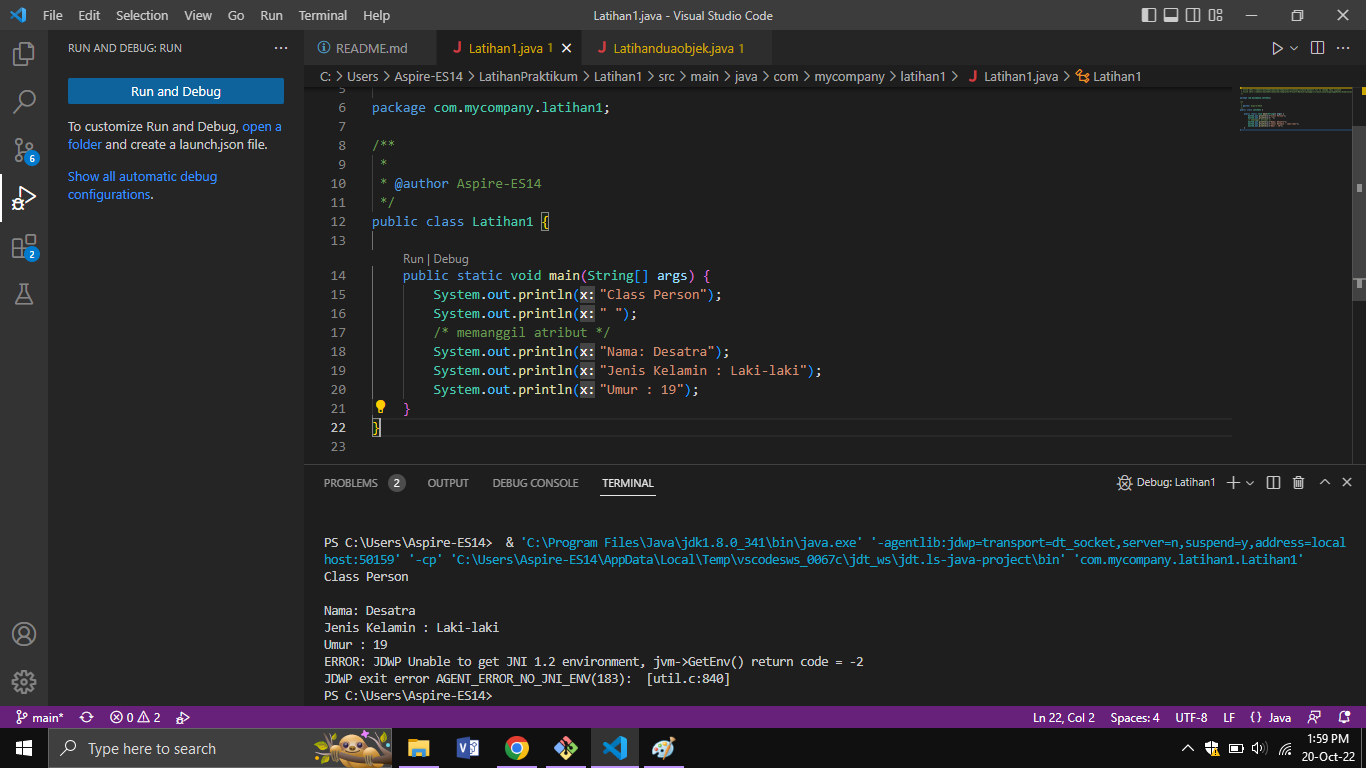 File Edit Selection View Go Run Terminal Help Latihan1.java - Visual Studio Code
RUN AND DEBUG: RUN ...
Run and Debug
To customize Run and Debug, open a
folder and create a launch.json file.
Show all automatic debug
configurations.
6
2
README.md Latihan1.java 1 Latihanduaobjek.java 1
C: > Users > Aspire-ES14 > LatihanPraktikum > Latihan1 > src > main > java > com > mycompany > latihan1 > Latihan1.java > Latihan1
5
6 package com.mycompany.latihan1;
7
8 /**
9 *
10 * @author Aspire-ES14
11 */
12 public class Latihan1 {
13
Run | Debug
14 public static void main(String[] args) {
15 System.out.println(x: "Class Person");
16 System.out.println(x: " ");
17 /* memanggil atribut */
18 System.out.println(x: "Nama: Desatra");
19 System.out.println(x: "Jenis Kelamin : Laki-laki");
20 System.out.println(x: "Umur : 19");
21 }
22 }
23
PROBLEMS 2 OUTPUT DEBUG CONSOLE TERMINAL Debug: Latihan1
PS C:\Users\Aspire-ES14>  & 'C:\Program Files\Java\jdk1.8.0_341\bin\java.exe' '-agentlib:jdwp=transport=dt_socket,server=n,suspend=y,address=local
host:50159' '-cp' 'C:\Users\Aspire-ES14\AppData\Local\Temp\vscodesws_0067c\jdt_ws\jdt.ls-java-project\bin' 'com.mycompany.latihan1.Latihan1'
Class Person
Nama: Desatra
Jenis Kelamin : Laki-laki
Umur : 19
ERROR: JDWP Unable to get JNI 1.2 environment, jvm->GetEnv() return code = -2
JDWP exit error AGENT_ERROR_NO_JNI_ENV(183):  [util.c:840]
PS C:\Users\Aspire-ES14>
main* 0 2 Ln 22, Col 2 Spaces: 4 UTF-8 LF {} Java
Type here to search
1:59 PM
20-Oct-22